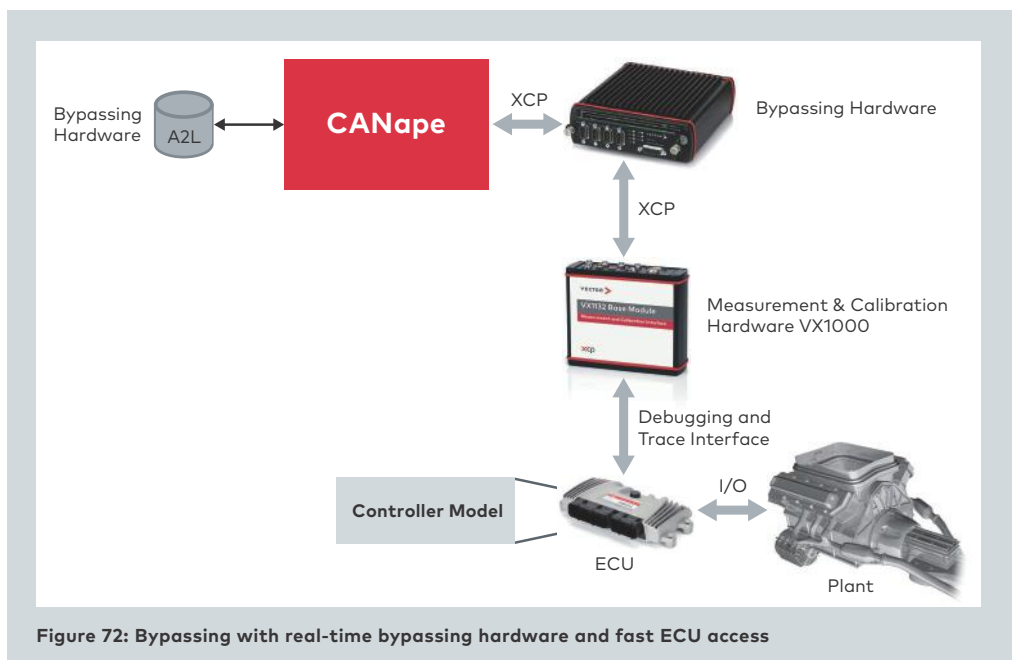 Bypassing
Hardware
A2L
CANape
XCP
Bypassing Hardware
XCP
VECTOR
VX1132 Base Module
Measurement and Calibration Interface
xcp
Measurement & Calibration
Hardware VX1000
Debugging and
Trace Interface
Controller Model
ECU
I/O
Plant
Figure 72: Bypassing with real-time bypassing hardware and fast ECU access